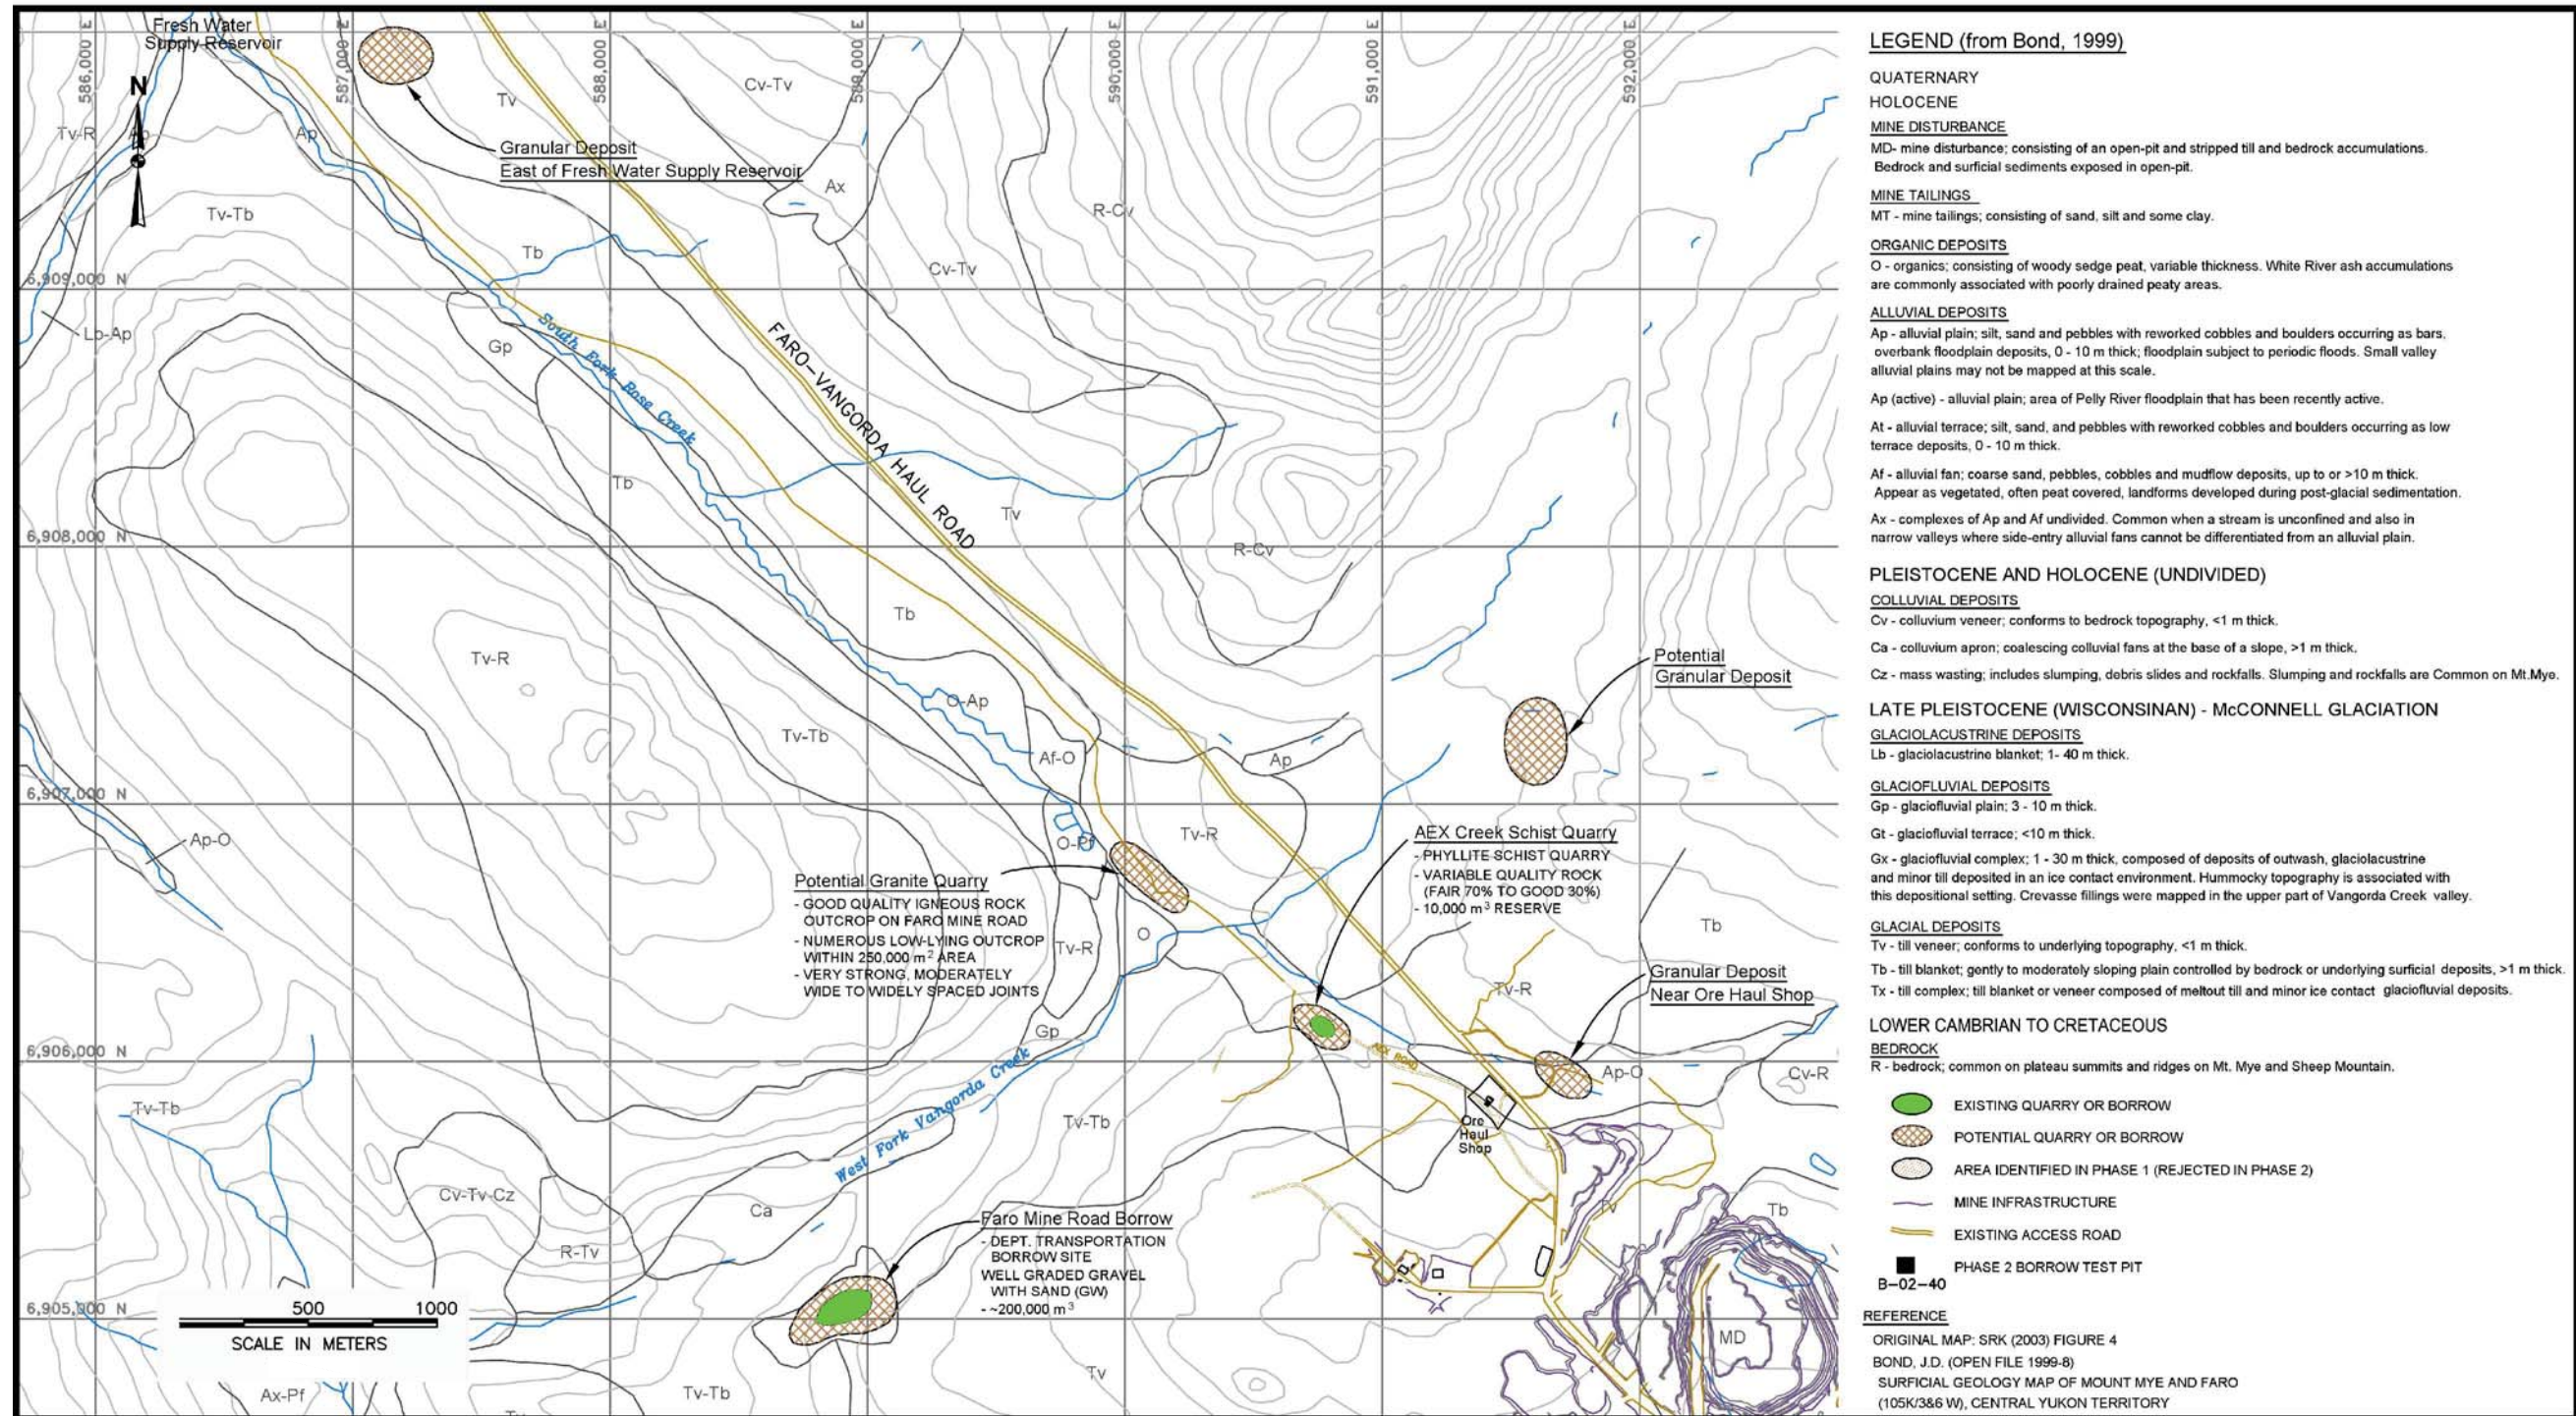 Fresh Water
Supply Reservoir
586,000 E
587,000
588,000 E
589,000 E
590,000 E
591,000 E
592,000 E
N
Tv-R
Ap
Ap
Tv
Cv-Tv
Granular Deposit
East of Fresh Water Supply Reservoir
Ax
Tv-Tb
R-Cv
Tb
Cv-Tv
6,909,000 N
Lb-Ap
Gp
South Fork Rose Creek
FARO-VANGORDA HAUL ROAD
Tb
Tv
6,908,000 N
R-Cv
Tb
Tv-R
Potential
Granular Deposit
O-Ap
Tv-Tb
Af-O
Ap
6,907,000 N
Ap-O
O-Pf
Tv-R
AEX Creek Schist Quarry
- PHYLLITE SCHIST QUARRY
- VARIABLE QUALITY ROCK
(FAIR 70% TO GOOD 30%)
- 10,000 m³ RESERVE
Potential Granite Quarry
- GOOD QUALITY IGNEOUS ROCK
OUTCROP ON FARO MINE ROAD
- NUMEROUS LOW-LYING OUTCROP
WITHIN 250,000 m² AREA
- VERY STRONG, MODERATELY
WIDE TO WIDELY SPACED JOINTS
Tv-R
O
Tb
Granular Deposit
Near Ore Haul Shop
Tv-R
Gp
6,906,000 N
AEX ROAD
Ap-O
Cv-R
Tv-Tb
West Fork Vangorda Creek
Tv-Tb
Ore
Haul
Shop
Cv-Tv-Cz
Ca
R-Tv
Tv
Tb
Faro Mine Road Borrow
- DEPT. TRANSPORTATION
BORROW SITE
WELL GRADED GRAVEL
WITH SAND (GW)
- ~200,000 m³
6,905,000 N
500 1000
SCALE IN METERS
MD
Ax-Pf
Tv-Tb
Tv
LEGEND (from Bond, 1999)
QUATERNARY
HOLOCENE
MINE DISTURBANCE
MD- mine disturbance; consisting of an open-pit and stripped till and bedrock accumulations.
Bedrock and surficial sediments exposed in open-pit.
MINE TAILINGS
MT - mine tailings; consisting of sand, silt and some clay.
ORGANIC DEPOSITS
O - organics; consisting of woody sedge peat, variable thickness. White River ash accumulations
are commonly associated with poorly drained peaty areas.
ALLUVIAL DEPOSITS
Ap - alluvial plain; silt, sand and pebbles with reworked cobbles and boulders occurring as bars,
overbank floodplain deposits, 0 - 10 m thick; floodplain subject to periodic floods. Small valley
alluvial plains may not be mapped at this scale.
Ap (active) - alluvial plain; area of Pelly River floodplain that has been recently active.
At - alluvial terrace; silt, sand, and pebbles with reworked cobbles and boulders occurring as low
terrace deposits, 0 - 10 m thick.
Af - alluvial fan; coarse sand, pebbles, cobbles and mudflow deposits, up to or >10 m thick.
Appear as vegetated, often peat covered, landforms developed during post-glacial sedimentation.
Ax - complexes of Ap and Af undivided. Common when a stream is unconfined and also in
narrow valleys where side-entry alluvial fans cannot be differentiated from an alluvial plain.
PLEISTOCENE AND HOLOCENE (UNDIVIDED)
COLLUVIAL DEPOSITS
Cv - colluvium veneer; conforms to bedrock topography, <1 m thick.
Ca - colluvium apron; coalescing colluvial fans at the base of a slope, >1 m thick.
Cz - mass wasting; includes slumping, debris slides and rockfalls. Slumping and rockfalls are Common on Mt.Mye.
LATE PLEISTOCENE (WISCONSINAN) - McCONNELL GLACIATION
GLACIOLACUSTRINE DEPOSITS
Lb - glaciolacustrine blanket; 1- 40 m thick.
GLACIOFLUVIAL DEPOSITS
Gp - glaciofluvial plain; 3 - 10 m thick.
Gt - glaciofluvial terrace; <10 m thick.
Gx - glaciofluvial complex; 1 - 30 m thick, composed of deposits of outwash, glaciolacustrine
and minor till deposited in an ice contact environment. Hummocky topography is associated with
this depositional setting. Crevasse fillings were mapped in the upper part of Vangorda Creek valley.
GLACIAL DEPOSITS
Tv - till veneer; conforms to underlying topography, <1 m thick.
Tb - till blanket; gently to moderately sloping plain controlled by bedrock or underlying surficial deposits, >1 m thick.
Tx - till complex; till blanket or veneer composed of meltout till and minor ice contact glaciofluvial deposits.
LOWER CAMBRIAN TO CRETACEOUS
BEDROCK
R - bedrock; common on plateau summits and ridges on Mt. Mye and Sheep Mountain.
EXISTING QUARRY OR BORROW
POTENTIAL QUARRY OR BORROW
AREA IDENTIFIED IN PHASE 1 (REJECTED IN PHASE 2)
MINE INFRASTRUCTURE
EXISTING ACCESS ROAD
PHASE 2 BORROW TEST PIT
B-02-40
REFERENCE
ORIGINAL MAP: SRK (2003) FIGURE 4
BOND, J.D. (OPEN FILE 1999-8)
SURFICIAL GEOLOGY MAP OF MOUNT MYE AND FARO
(105K/3&6 W), CENTRAL YUKON TERRITORY